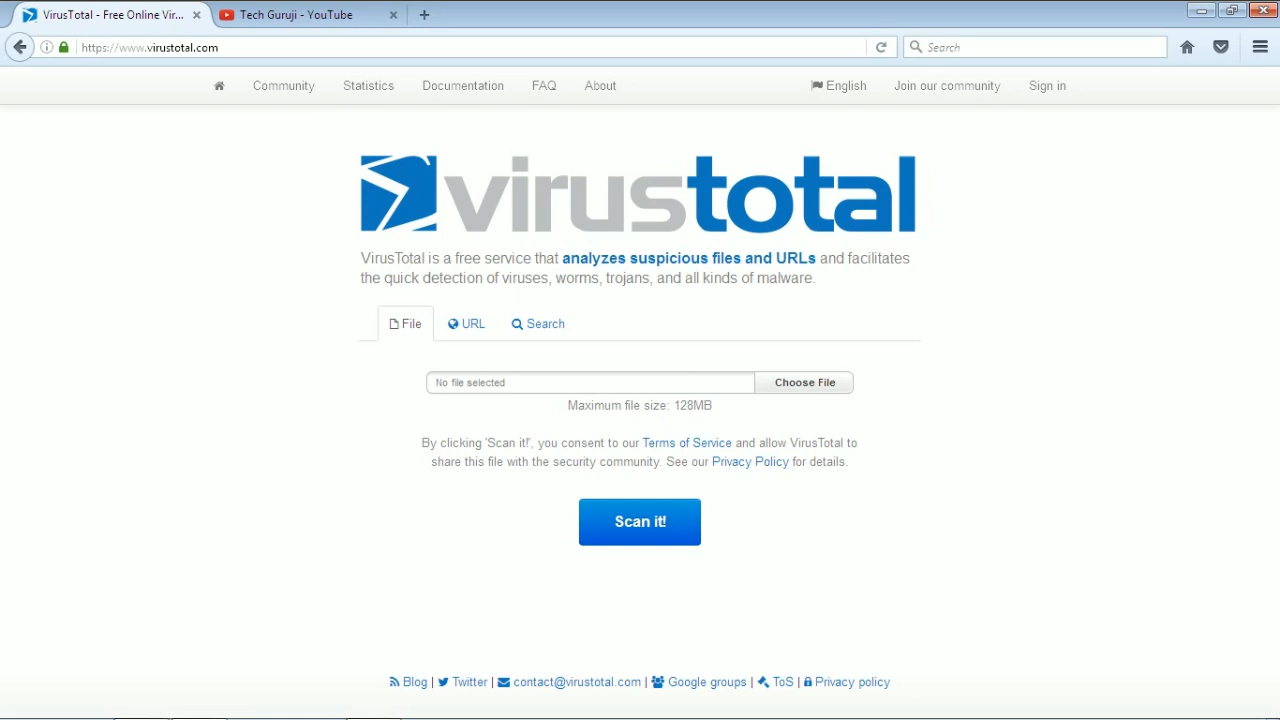 VirusTotal - Free Online Vir...
Tech Guruji - YouTube
https://www.virustotal.com
Search
Community
Statistics
Documentation
FAQ
About
English
Join our community
Sign in
virustotal
VirusTotal is a free service that analyzes suspicious files and URLs and facilitates
the quick detection of viruses, worms, trojans, and all kinds of malware.
File
URL
Search
No file selected
Choose File
Maximum file size: 128MB
By clicking 'Scan it!', you consent to our Terms of Service and allow VirusTotal to
share this file with the security community. See our Privacy Policy for details.
Scan it!
Blog | Twitter | contact@virustotal.com | Google groups | ToS | Privacy policy